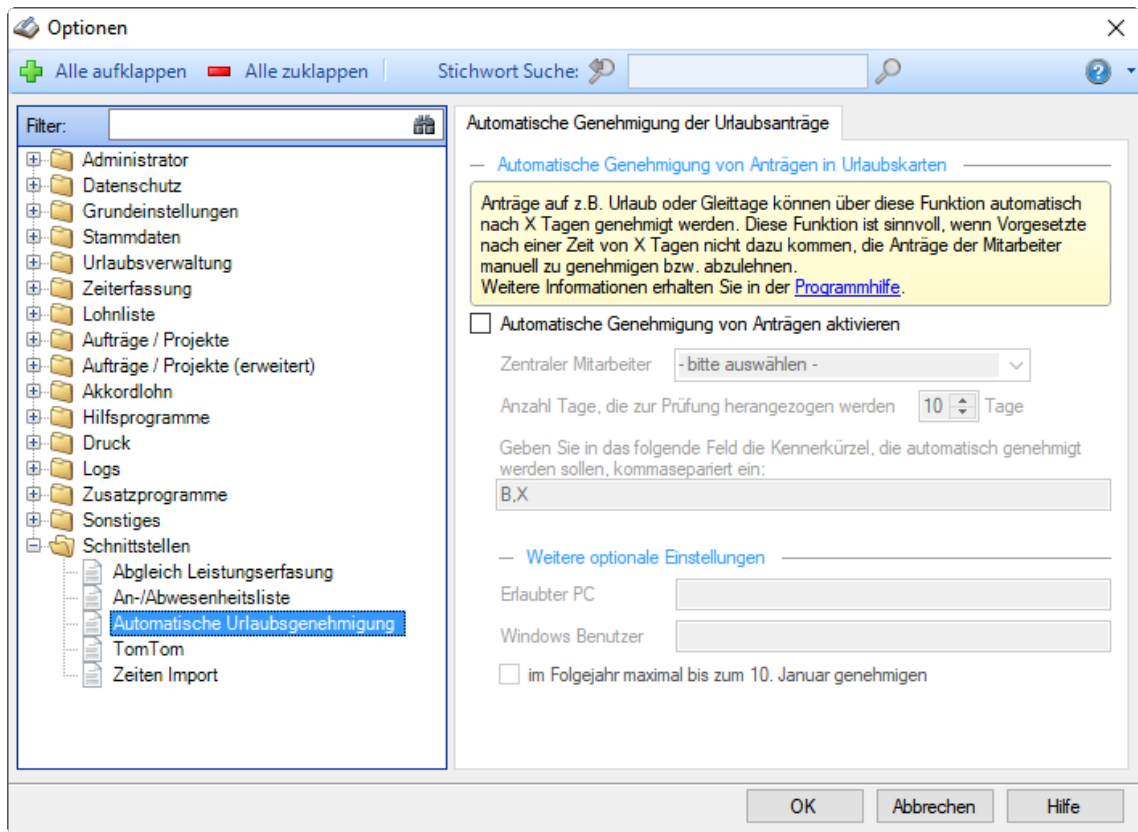 Optionen
Alle aufklappen
Alle zuklappen
Stichwort Suche:
Filter:
Administrator
Datenschutz
Grundeinstellungen
Stammdaten
Urlaubsverwaltung
Zeiterfassung
Lohnliste
Aufträge / Projekte
Aufträge / Projekte (erweitert)
Akkordlohn
Hilfsprogramme
Druck
Logs
Zusatzprogramme
Sonstiges
Schnittstellen
Abgleich Leistungserfasung
An-/Abwesenheitsliste
Automatische Urlaubsgenehmigung
TomTom
Zeiten Import
Automatische Genehmigung der Urlaubsanträge
Automatische Genehmigung von Anträgen in Urlaubskarten
Anträge auf z.B. Urlaub oder Gleittage können über diese Funktion automatisch
nach X Tagen genehmigt werden. Diese Funktion ist sinnvoll, wenn Vorgesetzte
nach einer Zeit von X Tagen nicht dazu kommen, die Anträge der Mitarbeiter
manuell zu genehmigen bzw. abzulehnen.
Weitere Informationen erhalten Sie in der Programmhilfe.
Automatische Genehmigung von Anträgen aktivieren
Zentraler Mitarbeiter - bitte auswählen -
Anzahl Tage, die zur Prüfung herangezogen werden 10 Tage
Geben Sie in das folgende Feld die Kennerkürzel, die automatisch genehmigt
werden sollen, kommasepariert ein:
B,X
Weitere optionale Einstellungen
Erlaubter PC
Windows Benutzer
im Folgejahr maximal bis zum 10. Januar genehmigen
OK
Abbrechen
Hilfe